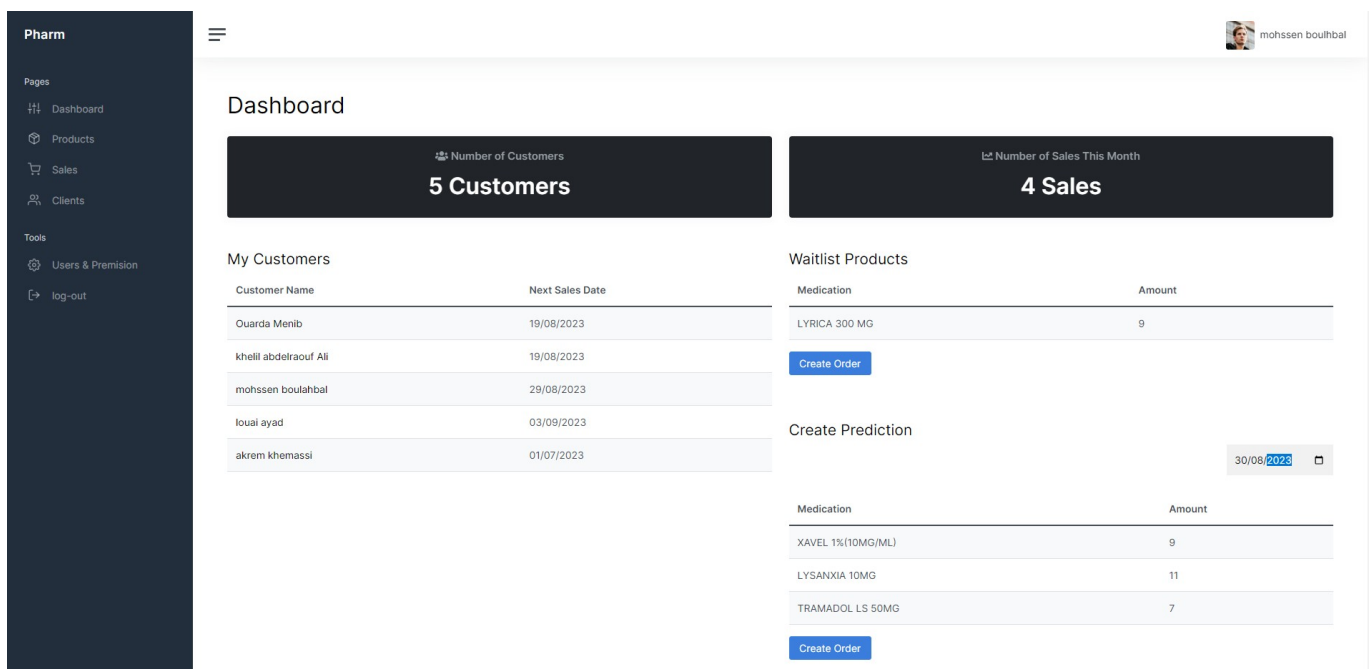 Pharm
mohssen boulhbal
Pages
Dashboard
Products
Sales
Clients
Tools
Users & Premision
log-out
Dashboard
Number of Customers
5 Customers
Number of Sales This Month
4 Sales
My Customers
Customer Name Next Sales Date
Ouarda Menib 19/08/2023
khelil abdelraouf Ali 19/08/2023
mohssen boulahbal 29/08/2023
louai ayad 03/09/2023
akrem khemassi 01/07/2023
Waitlist Products
Medication Amount
LYRICA 300 MG 9
Create Order
Create Prediction
30/08/2023
Medication Amount
XAVEL 1%(10MG/ML) 9
LYSANXIA 10MG 11
TRAMADOL LS 50MG 7
Create Order